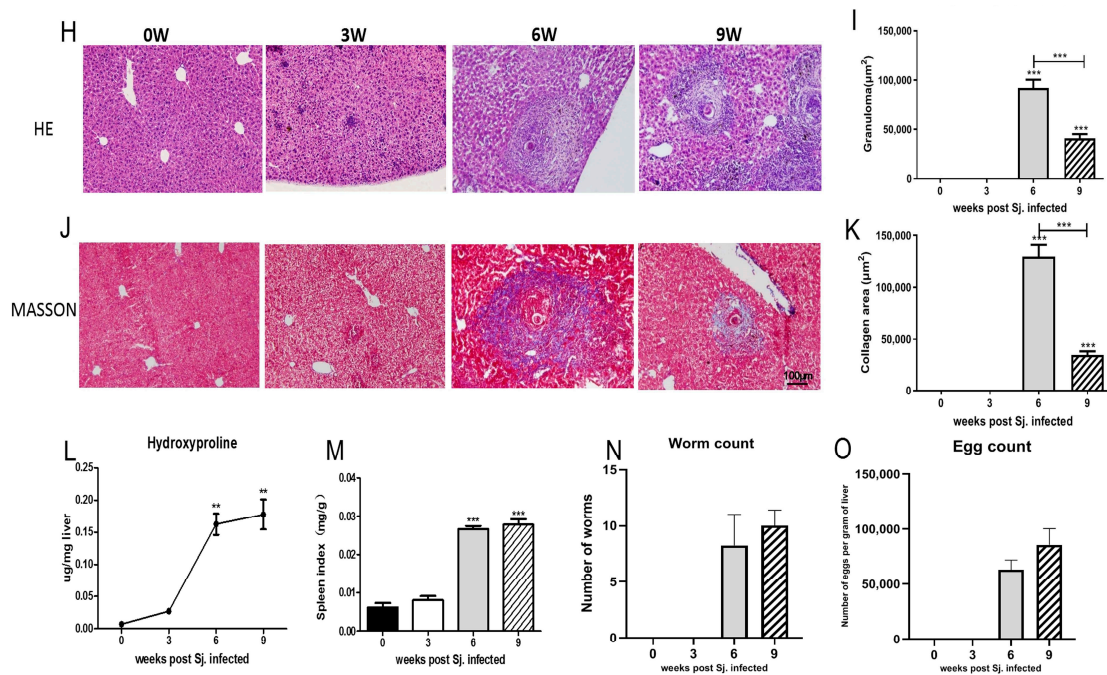 H
0W
3W
6W
9W
HE
I
150,000
100,000
50,000
0
Granuloma(μm²)
***
***
***
0 3 6 9
weeks post Sj. infected
J
MASSON
100μm
K
150,000
100,000
50,000
0
Collagen area (μm²)
***
***
***
0 3 6 9
weeks post Sj. infected
L
Hydroxyproline
0.25
0.20
0.15
0.10
0.05
0.00
ug/mg liver
**
**
0 3 6 9
weeks post Sj. infected
M
0.04
0.03
0.02
0.01
0.00
Spleen index (mg/g)
***
***
0 3 6 9
weeks post Sj. infected
N
Worm count
15
10
5
0
Number of worms
0 3 6 9
weeks post Sj. infected
O
Egg count
150,000
100,000
50,000
0
Number of eggs per gram of liver
0 3 6 9
weeks post Sj. infected